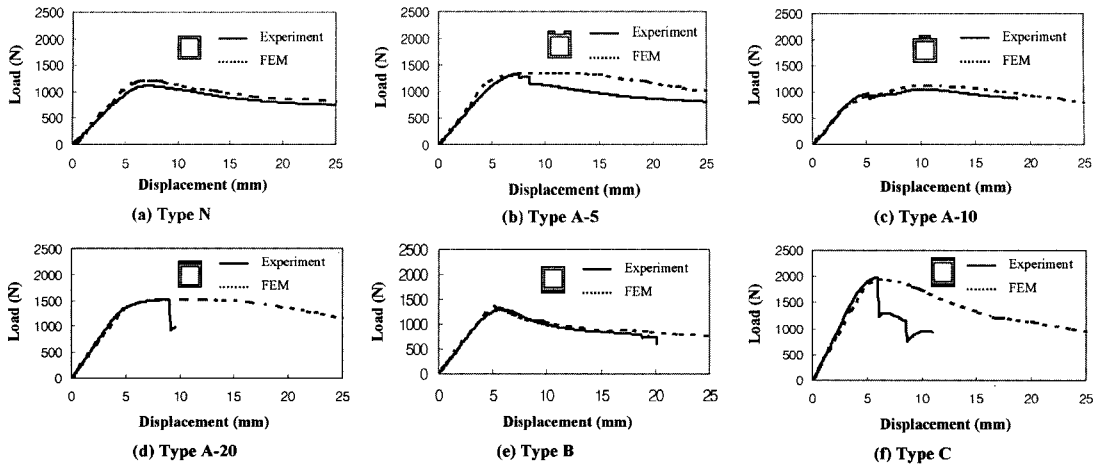 2500
2000
1500
1000
500
0
Load (N)
Experiment
FEM
0 5 10 15 20 25
Displacement (mm)
(a) Type N
2500
2000
1500
1000
500
0
Load (N)
Experiment
FEM
0 5 10 15 20 25
Displacement (mm)
(b) Type A-5
2500
2000
1500
1000
500
0
Load (N)
Experiment
FEM
0 5 10 15 20 25
Displacement (mm)
(c) Type A-10
2500
2000
1500
1000
500
0
Load (N)
Experiment
FEM
0 5 10 15 20 25
Displacement (mm)
(d) Type A-20
2500
2000
1500
1000
500
0
Load (N)
Experiment
FEM
0 5 10 15 20 25
Displacement (mm)
(e) Type B
2500
2000
1500
1000
500
0
Load (N)
Experiment
FEM
0 5 10 15 20 25
Displacement (mm)
(f) Type C